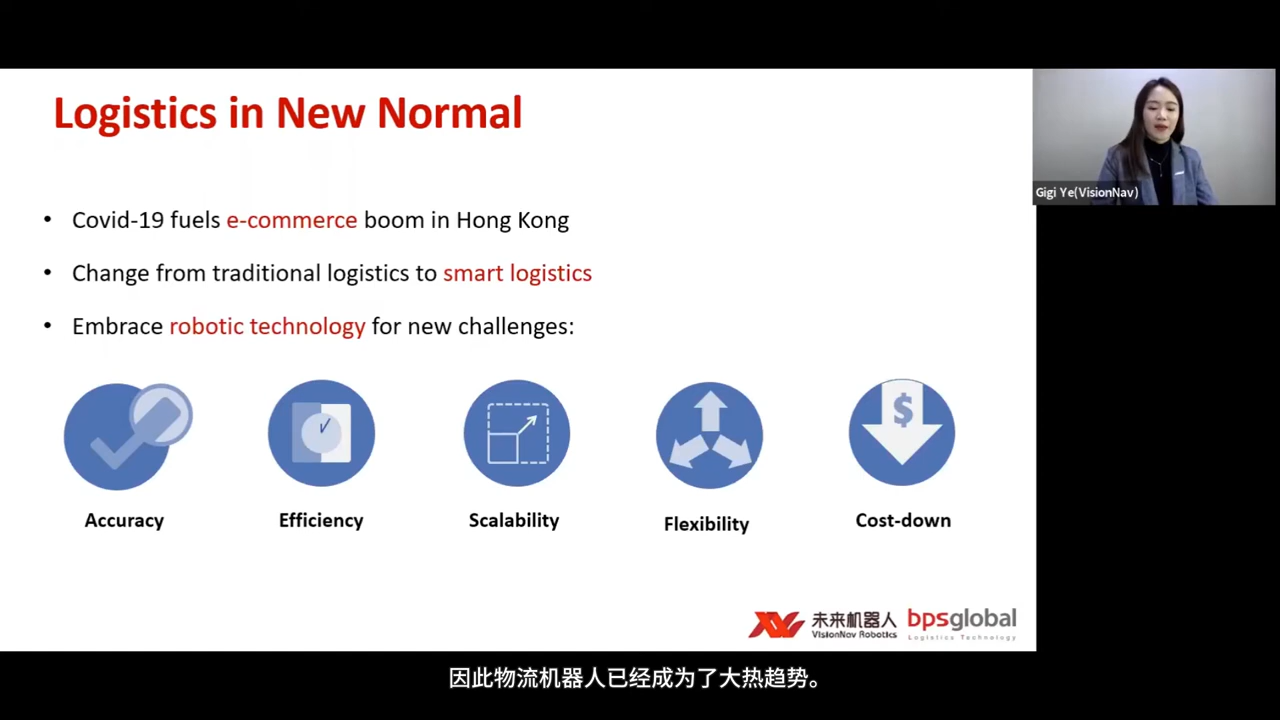 Logistics in New Normal
Gigi Ye(VisionNav)
• Covid-19 fuels e-commerce boom in Hong Kong
• Change from traditional logistics to smart logistics
• Embrace robotic technology for new challenges:
$
Accuracy
Efficiency
Scalability
Flexibility
Cost-down
未来机器人
VisionNav Robotics
bpsglobal
Logistics Technology
因此物流机器人已经成为了大热趋势。